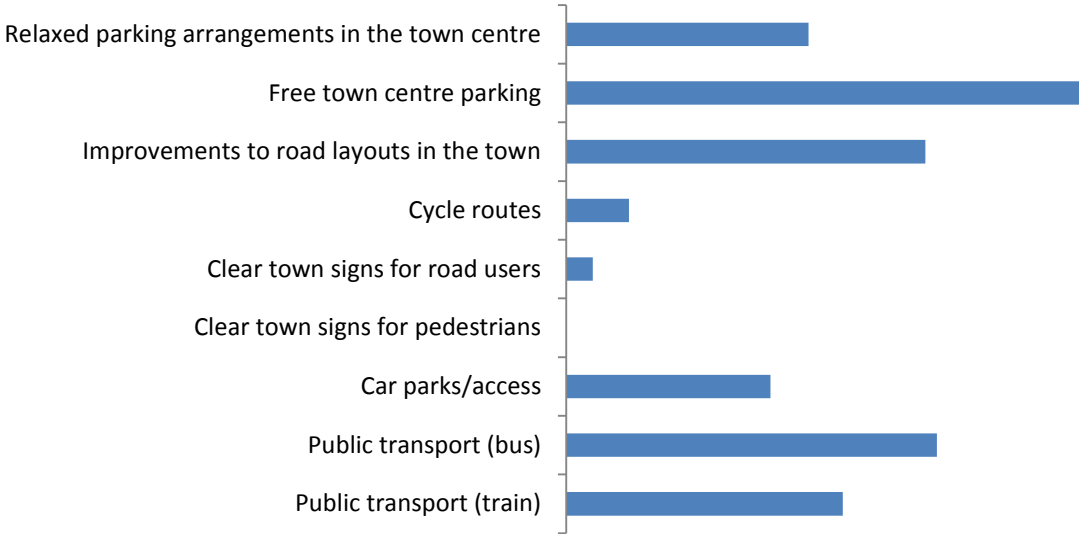 Relaxed parking arrangements in the town centre
Free town centre parking
Improvements to road layouts in the town
Cycle routes
Clear town signs for road users
Clear town signs for pedestrians
Car parks/access
Public transport (bus)
Public transport (train)